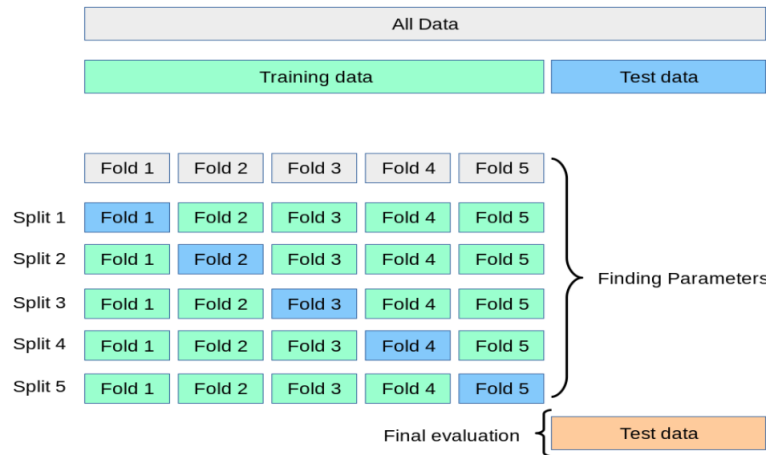 All Data
Training data Test data
Fold 1 Fold 2 Fold 3 Fold 4 Fold 5
Split 1 Fold 1 Fold 2 Fold 3 Fold 4 Fold 5
Split 2 Fold 1 Fold 2 Fold 3 Fold 4 Fold 5
Finding Parameters
Split 3 Fold 1 Fold 2 Fold 3 Fold 4 Fold 5
Split 4 Fold 1 Fold 2 Fold 3 Fold 4 Fold 5
Split 5 Fold 1 Fold 2 Fold 3 Fold 4 Fold 5
Final evaluation Test data